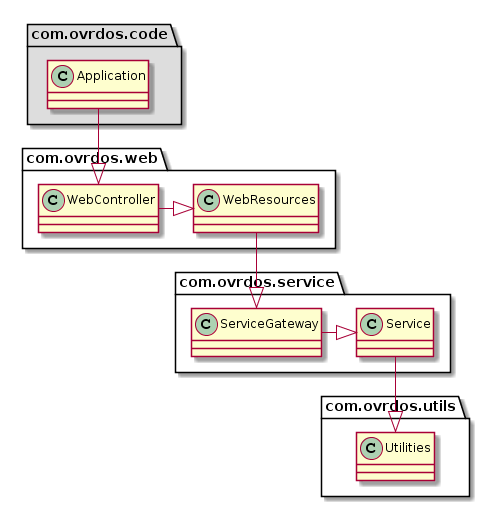 com.ovrdos.code
C Application
com.ovrdos.web
C WebController
C WebResources
com.ovrdos.service
C ServiceGateway
C Service
com.ovrdos.utils
C Utilities